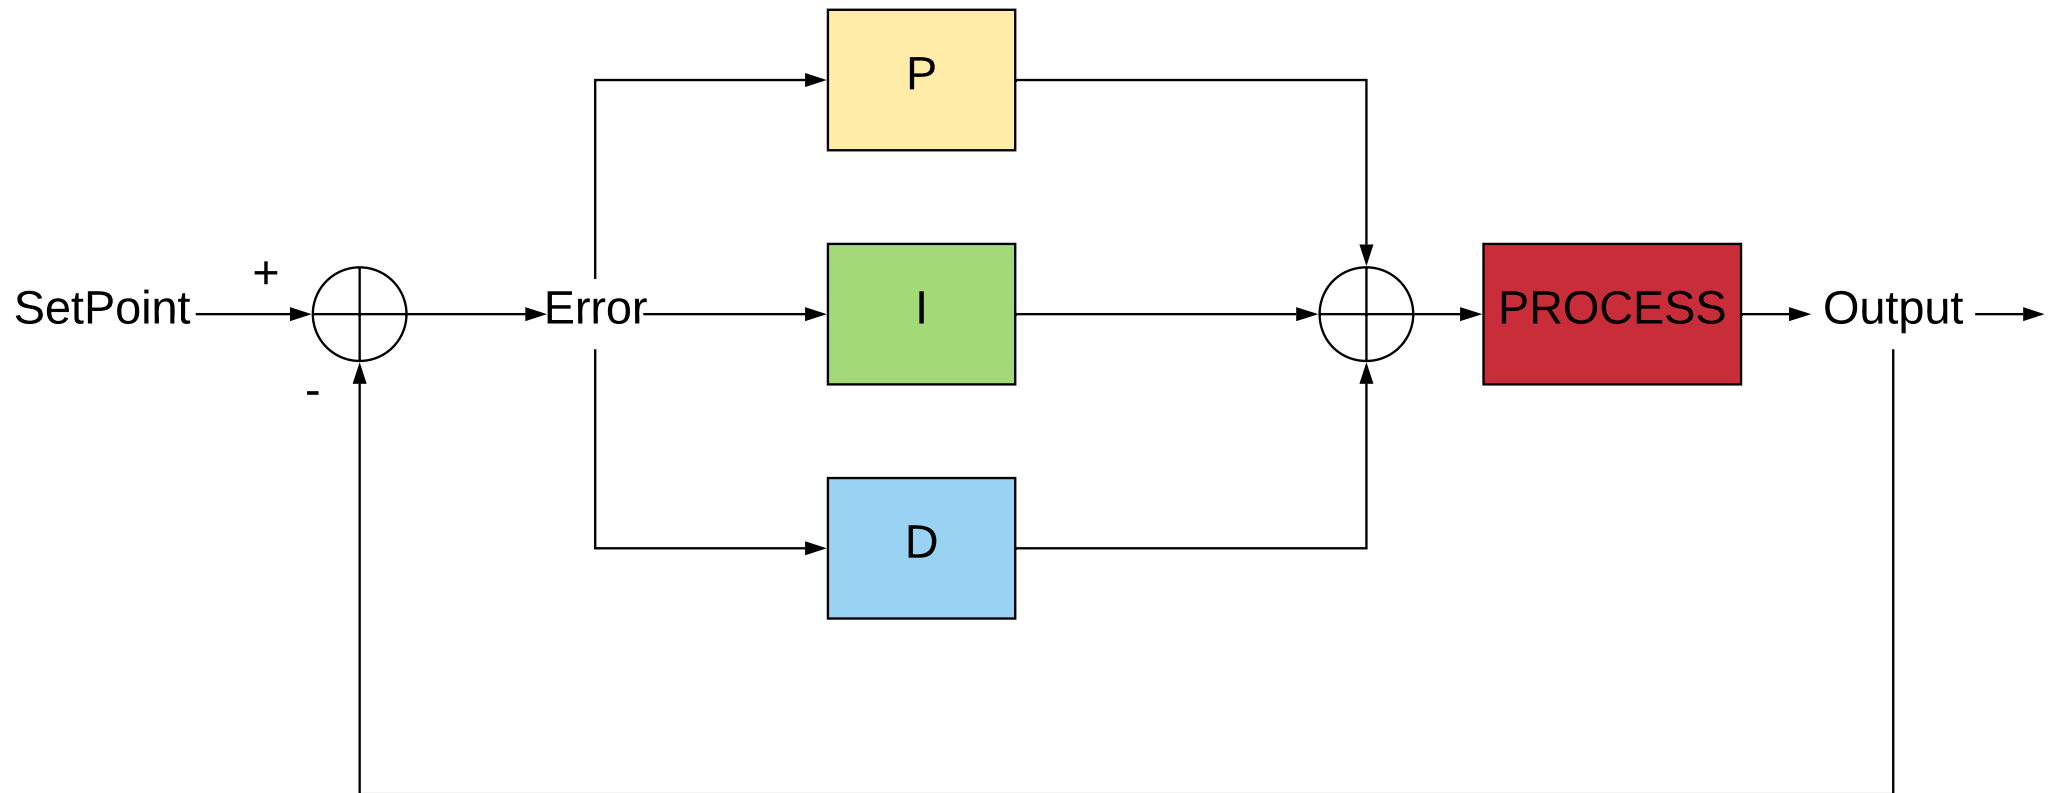 P
+
SetPoint
Error
I
PROCESS
Output
-
D